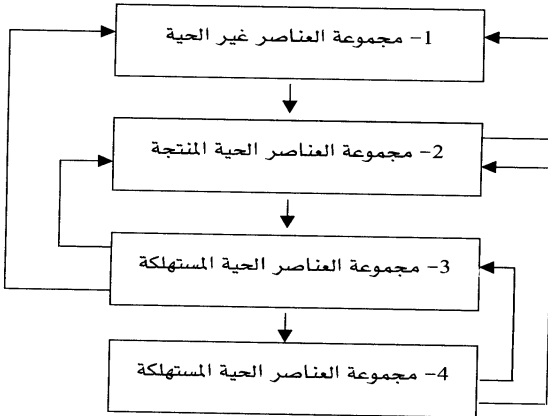 1- مجموعة العناصر غير الحية
2- مجموعة العناصر الحية المنتجة
3- مجموعة العناصر الحية المستهلكة
4- مجموعة العناصر الحية المستهلكة